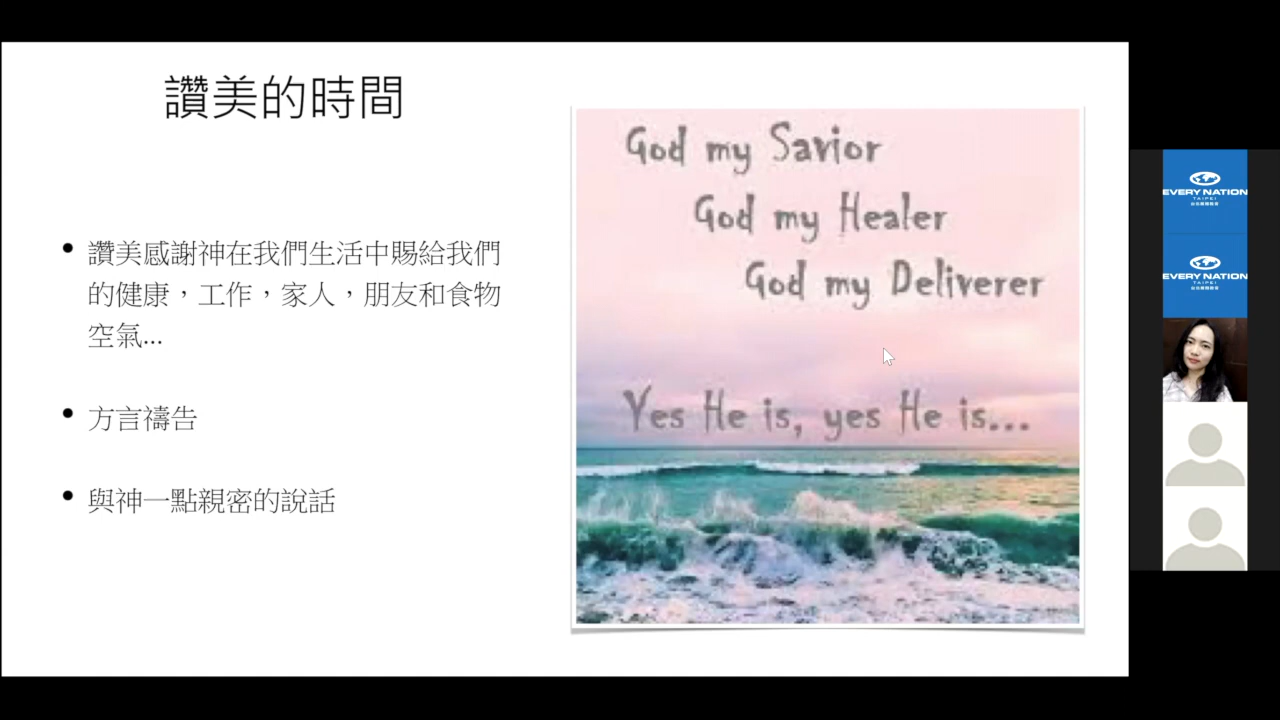 讚美的時間
• 讚美感謝神在我們生活中賜給我們
的健康，工作，家人，朋友和食物
空氣...
• 方言禱告
• 與神一點親密的說話
God my Savior
God my Healer
God my Deliverer
Yes He is, yes He is...
EVERY NATION
TAIPEI
EVERY NATION
TAIPEI